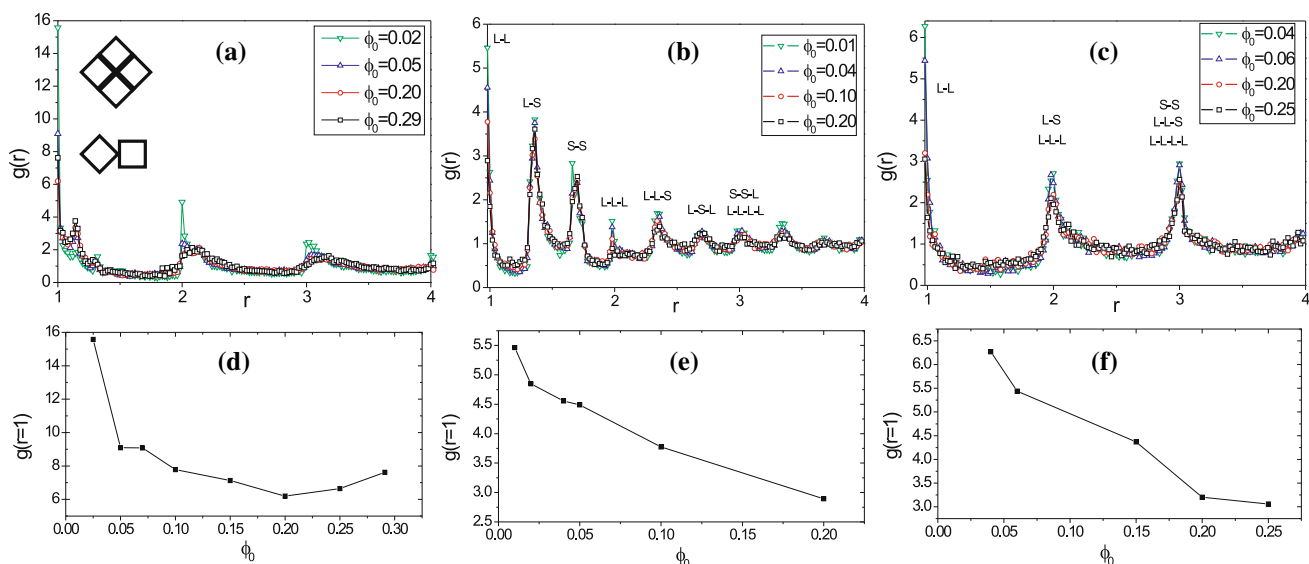 (a)
ϕ0=0.02
ϕ0=0.05
ϕ0=0.20
ϕ0=0.29
16
14
12
10
8
6
4
2
0
g(r)
1 2 3 4
r
(b)
L-L
L-S
S-S
L-L-L
L-L-S
L-S-L
S-S-L
L-L-L-L
ϕ0=0.01
ϕ0=0.04
ϕ0=0.10
ϕ0=0.20
6
5
4
3
2
1
0
g(r)
1 2 3 4
r
(c)
L-L
L-S
L-L-L
S-S
L-L-S
L-L-L-L
ϕ0=0.04
ϕ0=0.06
ϕ0=0.20
ϕ0=0.25
6
5
4
3
2
1
0
g(r)
1 2 3 4
r
(d)
16
14
12
10
8
6
g(r=1)
0.00 0.05 0.10 0.15 0.20 0.25 0.30
ϕ0
(e)
5.5
5.0
4.5
4.0
3.5
3.0
2.5
g(r=1)
0.00 0.05 0.10 0.15 0.20
ϕ0
(f)
6.5
6.0
5.5
5.0
4.5
4.0
3.5
3.0
g(r=1)
0.00 0.05 0.10 0.15 0.20 0.25
ϕ0